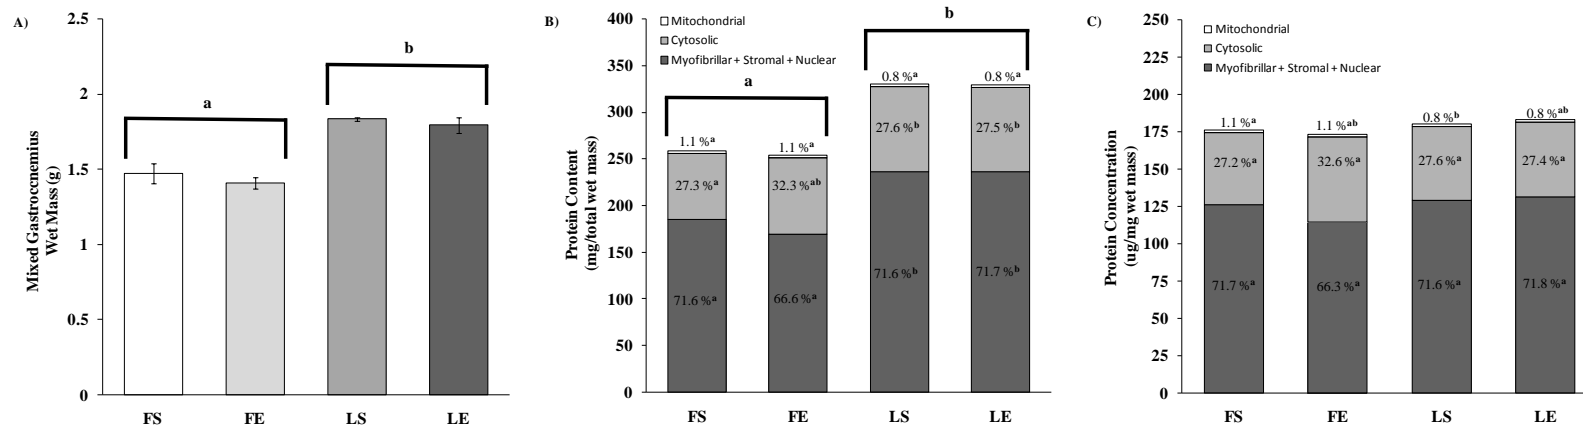 A)
Mixed Gastroccnemius
Wet Mass (g)
2.5
2
1.5
1
0.5
0
a
b
FS FE LS LE
B)
Protein Content
(mg/total wet mass)
400
350
300
250
200
150
100
50
0
Mitochondrial
Cytosolic
Myofibrillar + Stromal + Nuclear
a
b
1.1 %a 1.1 %a 0.8 %a 0.8 %a
27.3 %a 32.3 %ab 27.6 %b 27.5 %b
71.6 %a 66.6 %a 71.6 %b 71.7 %b
FS FE LS LE
C)
Protein Concentration
(ug/mg wet mass)
250
225
200
175
150
125
100
75
50
25
0
Mitochondrial
Cytosolic
Myofibrillar + Stromal + Nuclear
1.1 %a 1.1 %ab 0.8 %b 0.8 %ab
27.2 %a 32.6 %a 27.6 %a 27.4 %a
71.7 %a 66.3 %a 71.6 %a 71.8 %a
FS FE LS LE